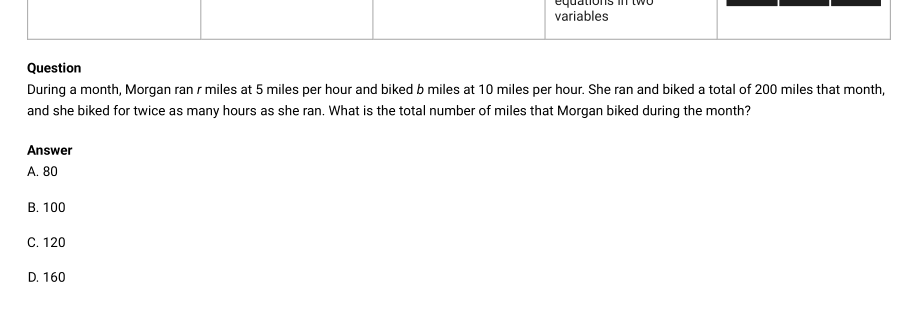 equations in two
variables
Question
During a month, Morgan ran r miles at 5 miles per hour and biked b miles at 10 miles per hour. She ran and biked a total of 200 miles that month,
and she biked for twice as many hours as she ran. What is the total number of miles that Morgan biked during the month?
Answer
A. 80
B. 100
C. 120
D. 160